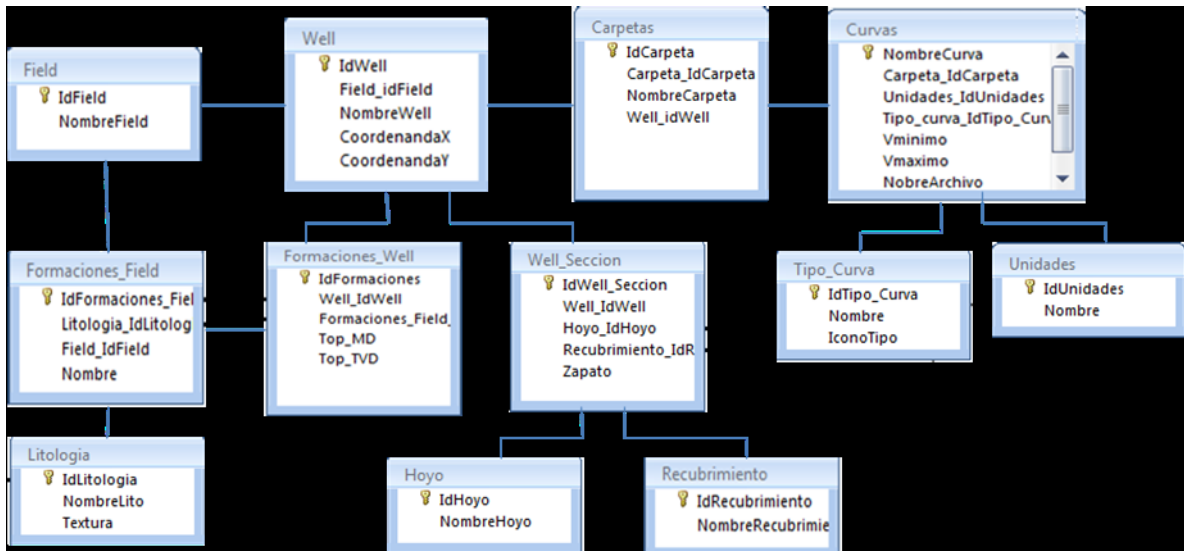 Field
IdField
NombreField
Well
IdWell
Field_idField
NombreWell
CoordenandaX
CoordenandaY
Carpetas
IdCarpeta
Carpeta_IdCarpeta
NombreCarpeta
Well_idWell
Curvas
NombreCurva
Carpeta_IdCarpeta
Unidades_IdUnidades
Tipo_curva_IdTipo_Cur
Vminimo
Vmaximo
NobreArchivo
Formaciones_Field
IdFormaciones_Fiel
Litologia_IdLitolog
Field_IdField
Nombre
Formaciones_Well
IdFormaciones
Well_IdWell
Formaciones_Field_
Top_MD
Top_TVD
Well_Seccion
IdWell_Seccion
Well_IdWell
Hoyo_IdHoyo
Recubrimiento_IdR
Zapato
Tipo_Curva
IdTipo_Curva
Nombre
IconoTipo
Unidades
IdUnidades
Nombre
Litologia
IdLitologia
NombreLito
Textura
Hoyo
IdHoyo
NombreHoyo
Recubrimiento
IdRecubrimiento
NombreRecubrimie